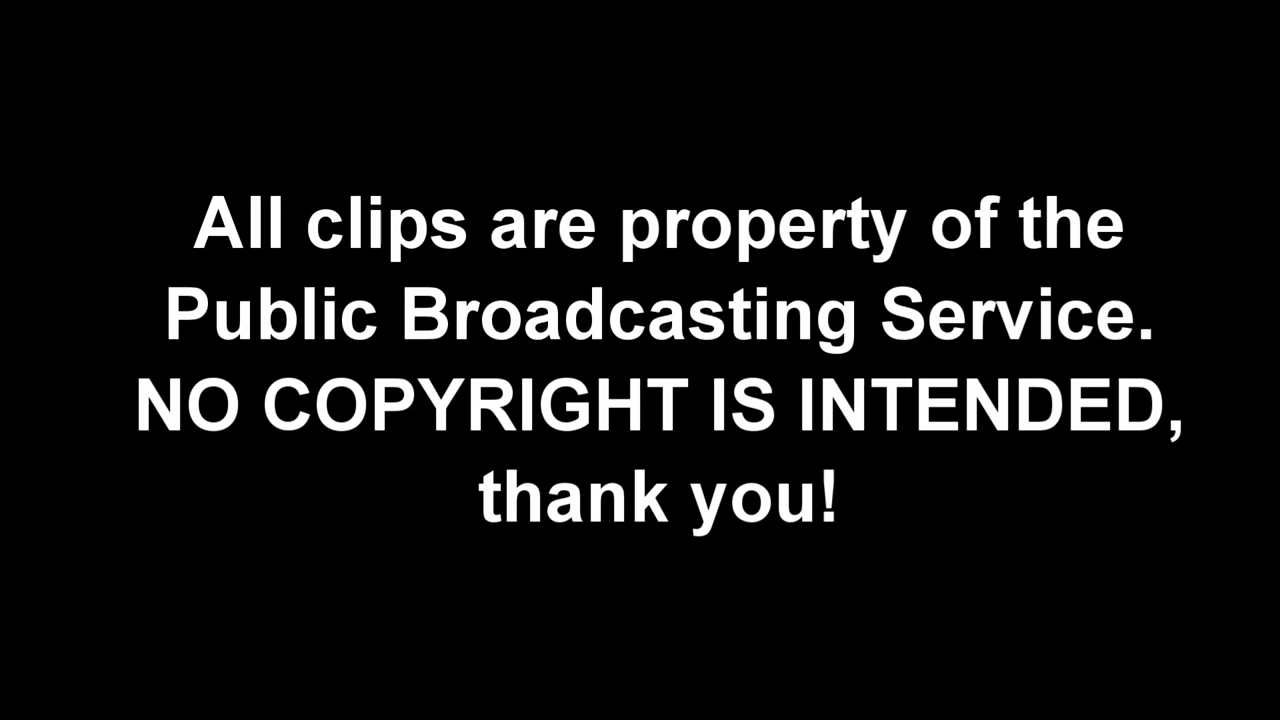 All clips are property of the
Public Broadcasting Service.
NO COPYRIGHT IS INTENDED,
thank you!